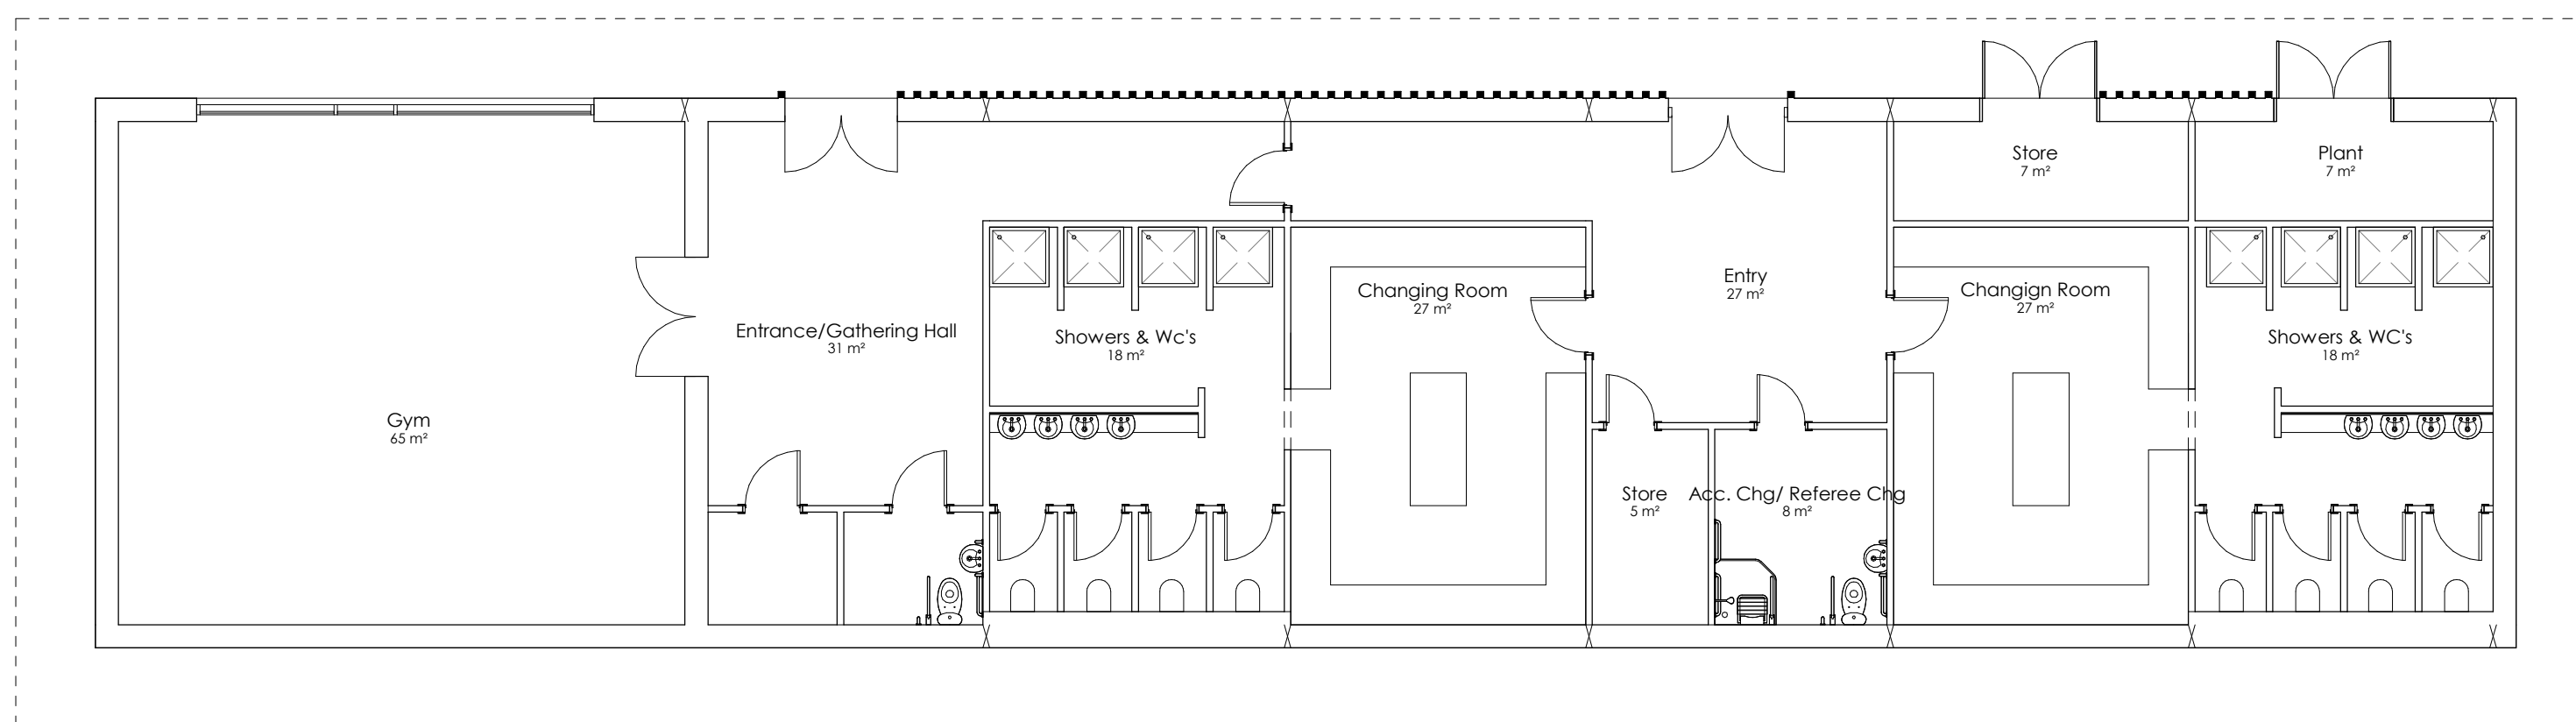 Store
7 m²
Plant
7 m²
Entry
27 m²
Changing Room
27 m²
Changign Room
27 m²
Entrance/Gathering Hall
31 m²
Showers & Wc's
18 m²
Showers & WC's
18 m²
Gym
65 m²
Store
5 m²
Acc. Chg/ Referee Chg
8 m²